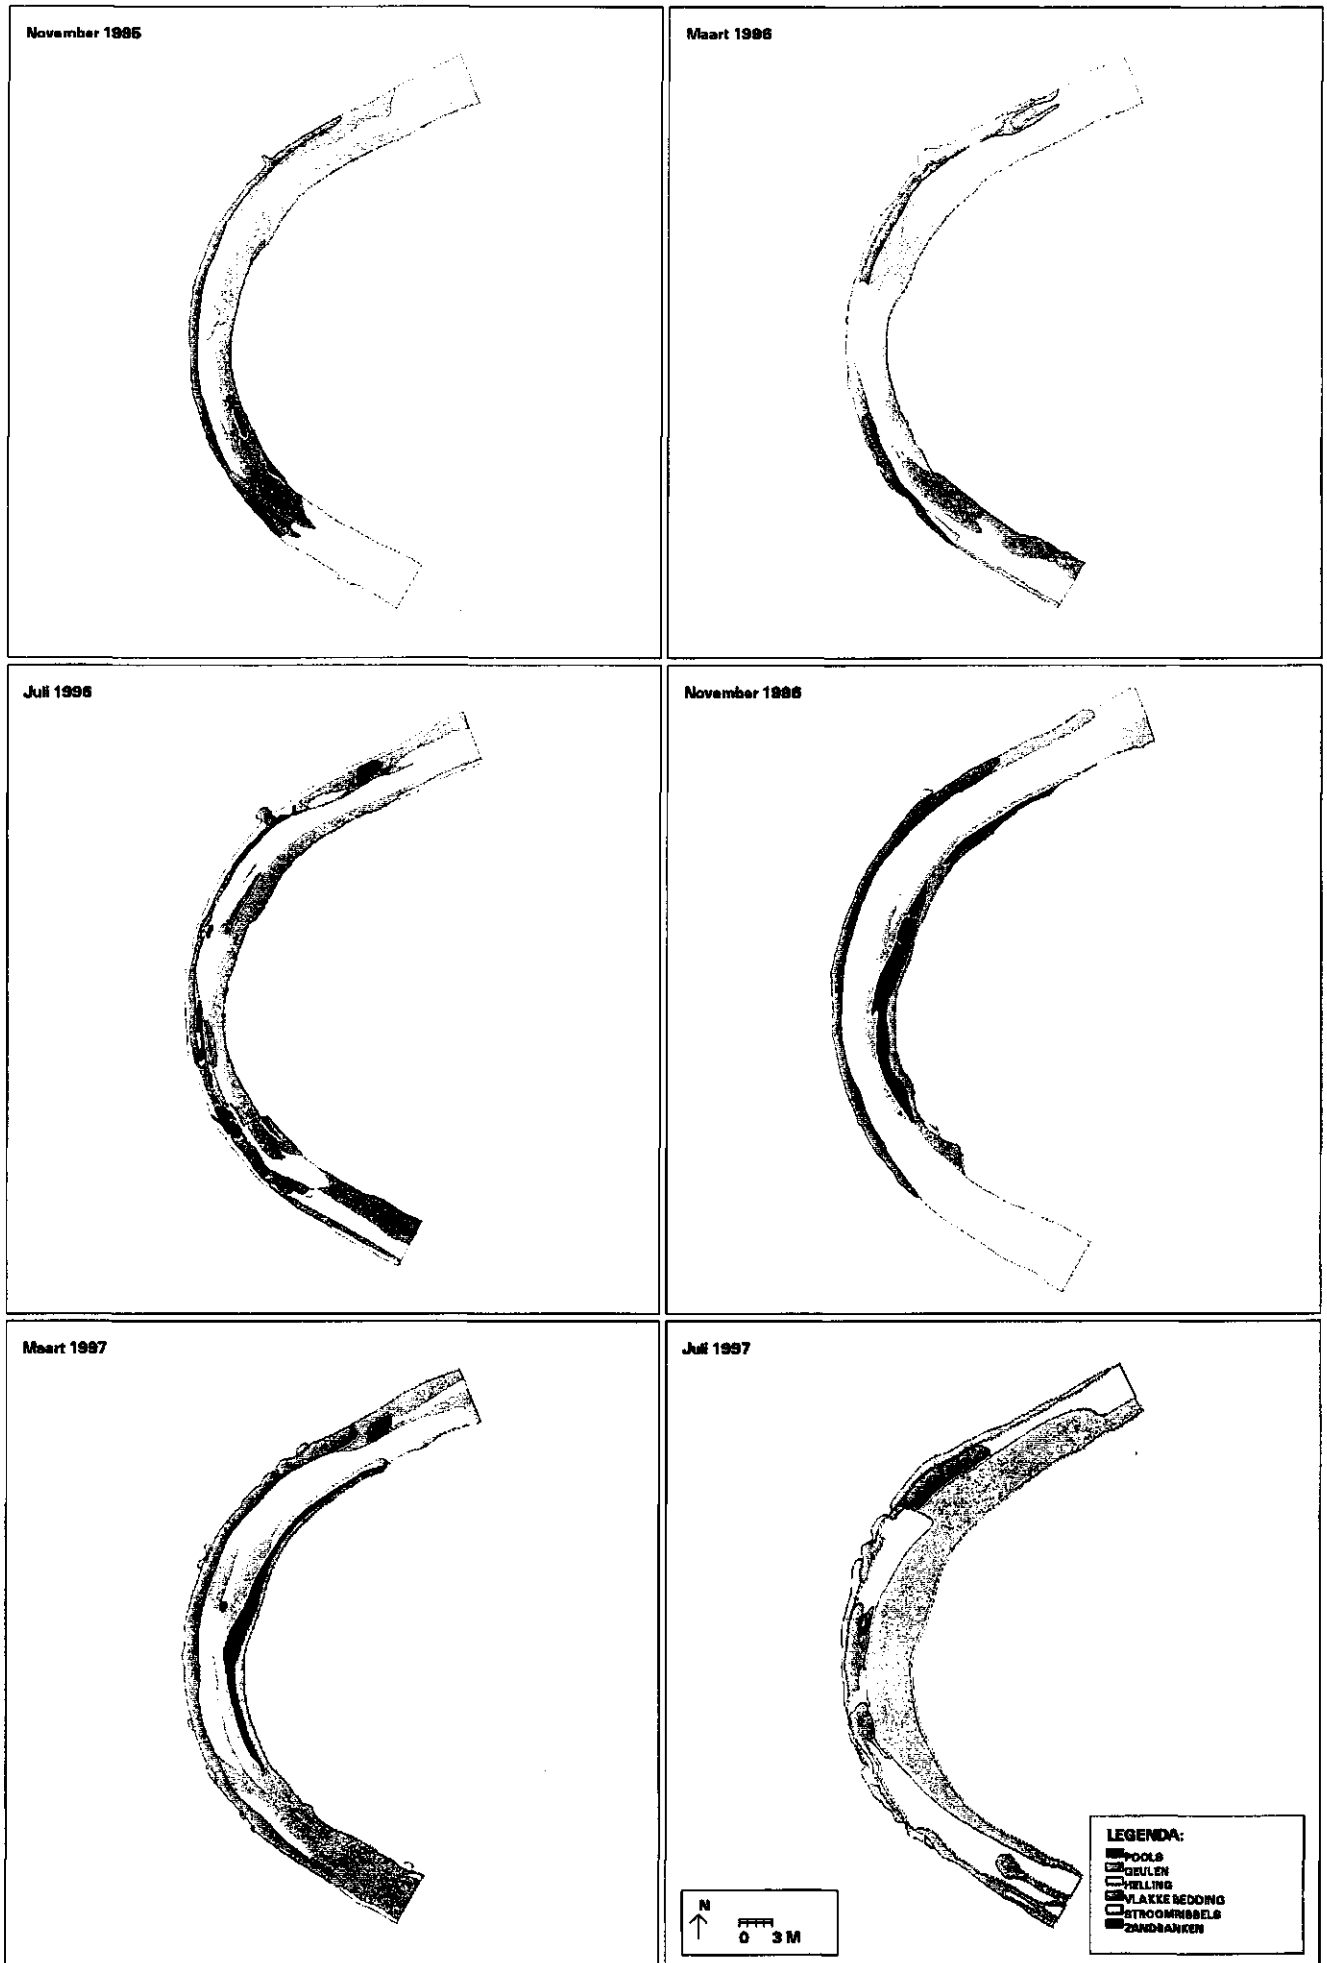 November 1995
Maart 1996
Juli 1996
November 1996
Maart 1997
Juli 1997
N
0 3 M
LEGENDA:
POOLS
GEULEN
HELLING
VLAKKE BEDDING
STROOMRIBBELS
ZANDBANKEN